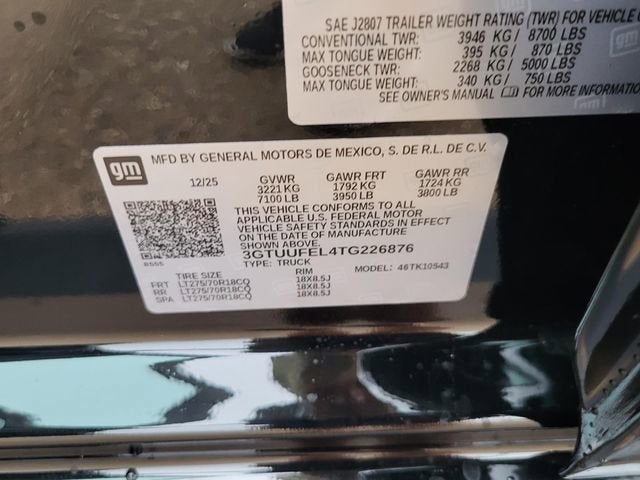 SAE J2807 TRAILER WEIGHT RATING (TWR) FOR VEHICLE
CONVENTIONAL TWR: 3946 KG / 8700 LBS
MAX TONGUE WEIGHT: 395 KG / 870 LBS
GOOSENECK TWR: 2268 KG / 5000 LBS
MAX TONGUE WEIGHT: 340 KG / 750 LBS
SEE OWNER'S MANUAL FOR MORE INFORMATION
gm MFD BY GENERAL MOTORS DE MEXICO, S. DE R.L. DE C.V.
12/25 GVWR GAWR FRT GAWR RR
3221 KG 1792 KG 1724 KG
7100 LB 3950 LB 3800 LB
THIS VEHICLE CONFORMS TO ALL
APPLICABLE U.S. FEDERAL MOTOR
VEHICLE SAFETY STANDARDS IN EFFECT
ON THE DATE OF MANUFACTURE
SHOWN ABOVE.
3GTUUFEL4TG226876
TYPE: TRUCK MODEL: 46TK10543
TIRE SIZE RIM
FRT LT275/70R18CQ 18X8.5J
RR LT275/70R18CQ 18X8.5J
SPA LT275/70R18CQ 18X8.5J